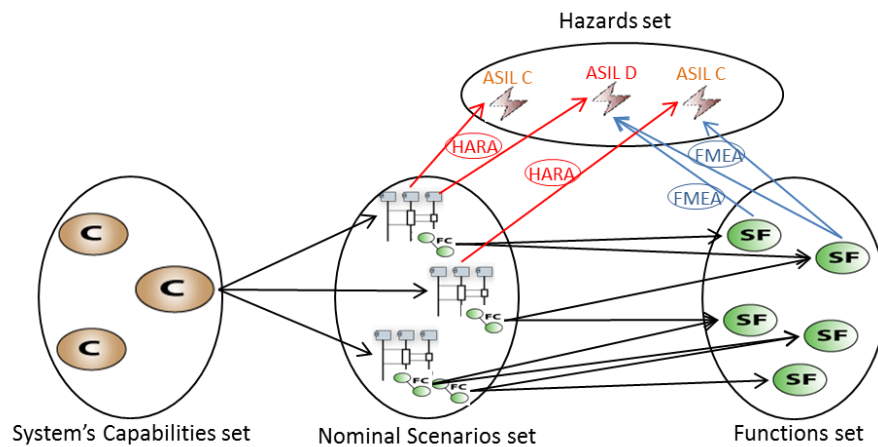 Hazards set
ASIL C
ASIL D
ASIL C
HARA
HARA
FMEA
FMEA
C
C
C
FC
FC
FC
FC
SF
SF
SF
SF
SF
System's Capabilities set
Nominal Scenarios set
Functions set